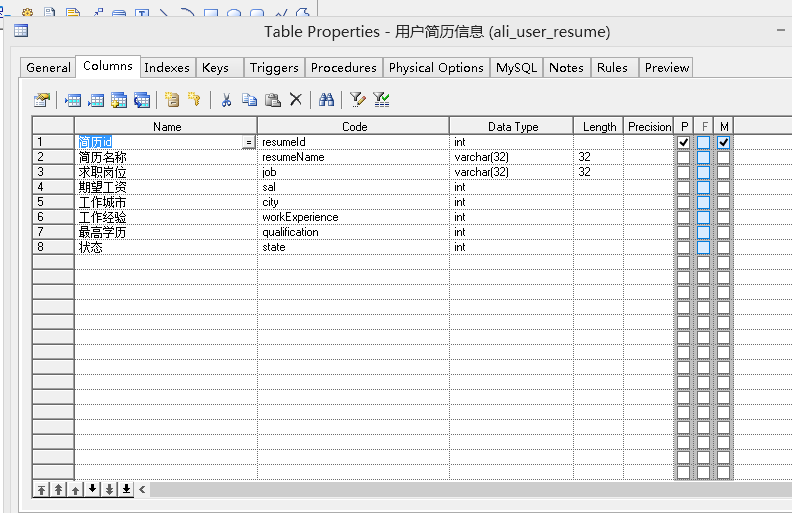 Table Properties - 用户简历信息 (ali_user_resume)
General Columns Indexes Keys Triggers Procedures Physical Options MySQL Notes Rules Preview
Name Code Data Type Length Precision P F M
1 简历id = resumeId int
2 简历名称 resumeName varchar(32) 32
3 求职岗位 job varchar(32) 32
4 期望工资 sal int
5 工作城市 city int
6 工作经验 workExperience int
7 最高学历 qualification int
8 状态 state int